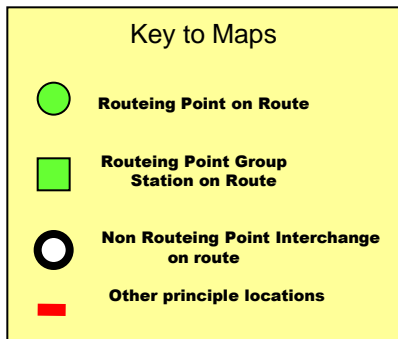 Key to Maps
Routeing Point on Route
Routeing Point Group
Station on Route
Non Routeing Point Interchange
on route
Other principle locations